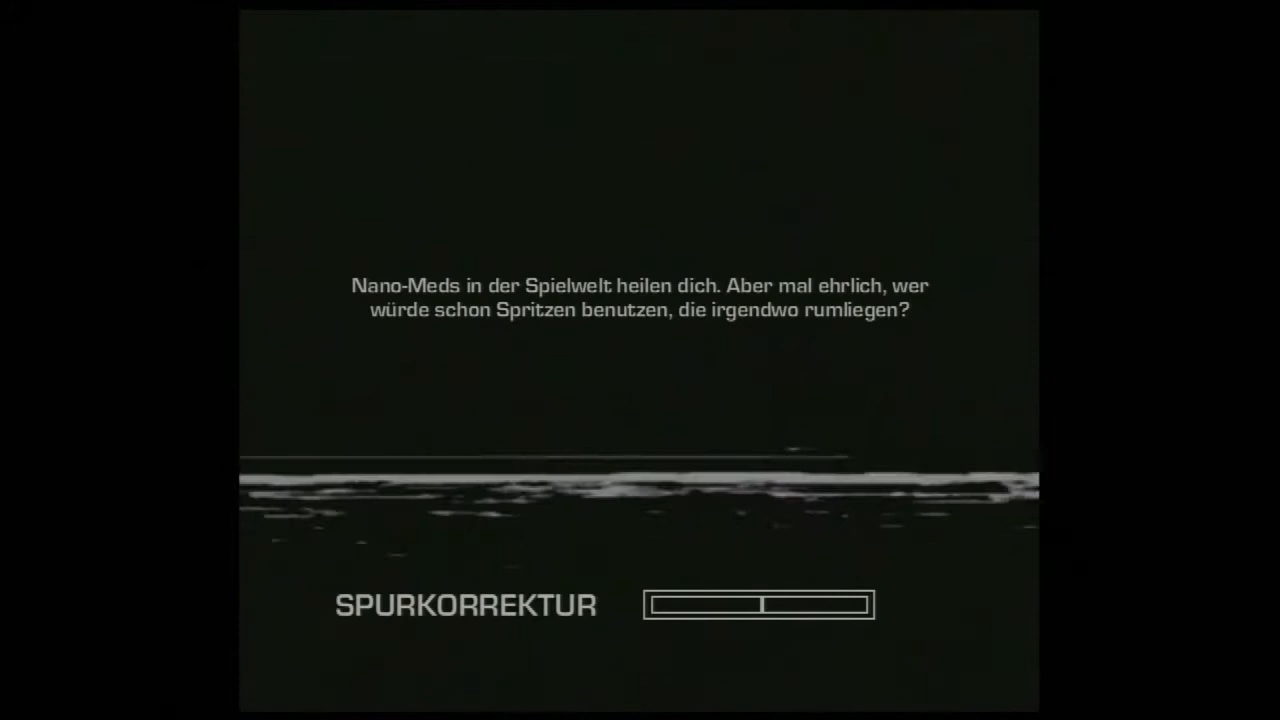 Nano-Meds in der Spielwelt heilen dich. Aber mal ehrlich, wer
würde schon Spritzen benutzen, die irgendwo rumliegen?
SPURKORREKTUR